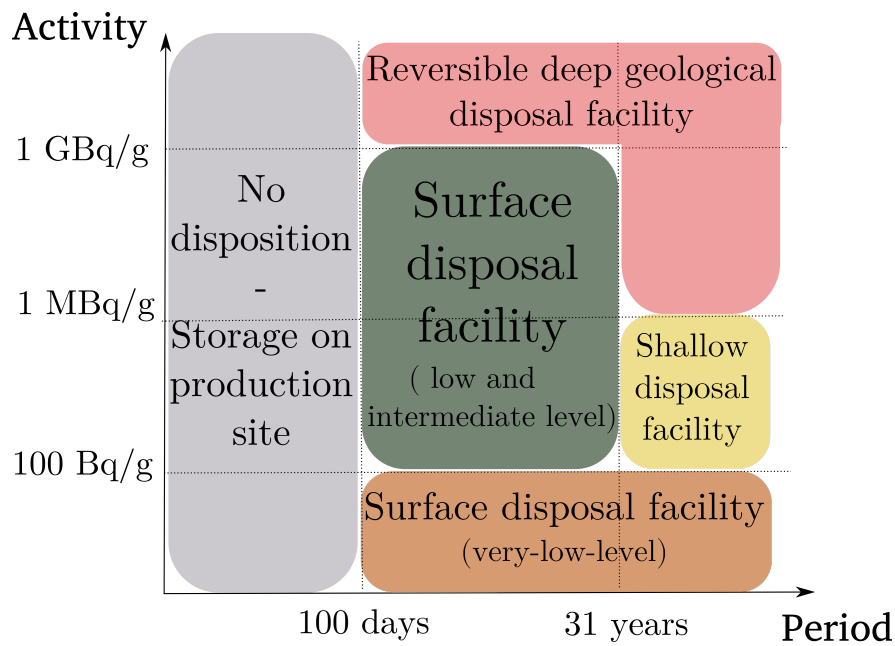 Activity
Reversible deep geological
disposal facility
1 GBq/g
No
disposition
-
Storage on
production
site
Surface
disposal
facility
( low and
intermediate level)
1 MBq/g
Shallow
disposal
facility
100 Bq/g
Surface disposal facility
(very-low-level)
100 days
31 years
Period